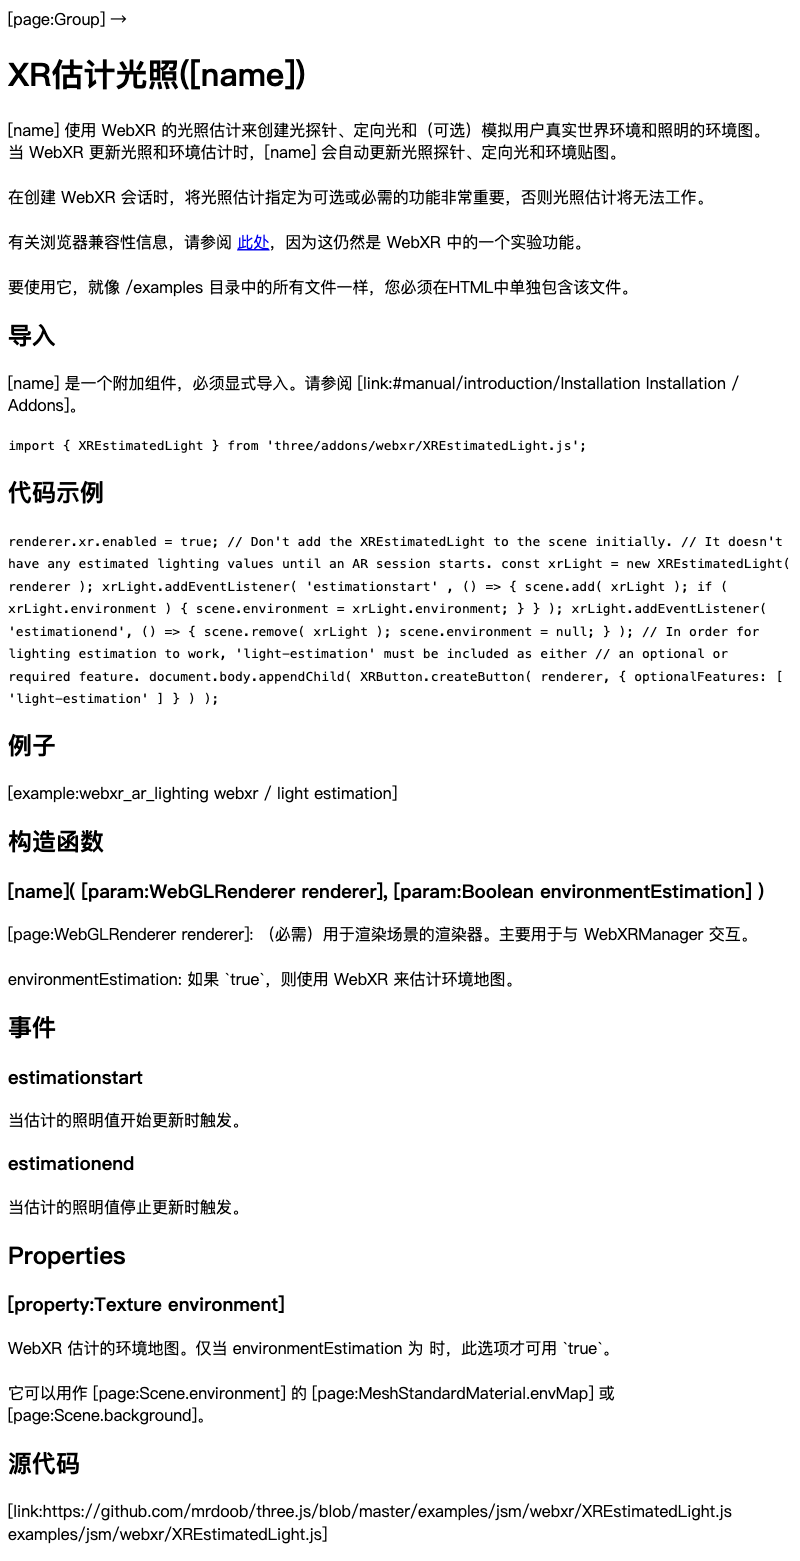 [page:Group] →
XR估计光照([name])
[name] 使用 WebXR 的光照估计来创建光探针、定向光和（可选）模拟用户真实世界环境和照明的环境图。
当 WebXR 更新光照和环境估计时，[name] 会自动更新光照探针、定向光和环境贴图。
在创建 WebXR 会话时，将光照估计指定为可选或必需的功能非常重要，否则光照估计将无法工作。
有关浏览器兼容性信息，请参阅 此处，因为这仍然是 WebXR 中的一个实验功能。
要使用它，就像 /examples 目录中的所有文件一样，您必须在HTML中单独包含该文件。
导入
[name] 是一个附加组件，必须显式导入。请参阅 [link:#manual/introduction/Installation Installation /
Addons]。
import { XREstimatedLight } from 'three/addons/webxr/XREstimatedLight.js';
代码示例
renderer.xr.enabled = true; // Don't add the XREstimatedLight to the scene initially. // It doesn't
have any estimated lighting values until an AR session starts. const xrLight = new XREstimatedLight(
renderer ); xrLight.addEventListener( 'estimationstart' , () => { scene.add( xrLight ); if (
xrLight.environment ) { scene.environment = xrLight.environment; } } ); xrLight.addEventListener(
'estimationend', () => { scene.remove( xrLight ); scene.environment = null; } ); // In order for
lighting estimation to work, 'light-estimation' must be included as either // an optional or
required feature. document.body.appendChild( XRButton.createButton( renderer, { optionalFeatures: [
'light-estimation' ] } ) );
例子
[example:webxr_ar_lighting webxr / light estimation]
构造函数
[name]( [param:WebGLRenderer renderer], [param:Boolean environmentEstimation] )
[page:WebGLRenderer renderer]: （必需）用于渲染场景的渲染器。主要用于与 WebXRManager 交互。
environmentEstimation: 如果 `true`，则使用 WebXR 来估计环境地图。
事件
estimationstart
当估计的照明值开始更新时触发。
estimationend
当估计的照明值停止更新时触发。
Properties
[property:Texture environment]
WebXR 估计的环境地图。仅当 environmentEstimation 为 时，此选项才可用 `true`。
它可以用作 [page:Scene.environment] 的 [page:MeshStandardMaterial.envMap] 或
[page:Scene.background]。
源代码
[link:https://github.com/mrdoob/three.js/blob/master/examples/jsm/webxr/XREstimatedLight.js
examples/jsm/webxr/XREstimatedLight.js]